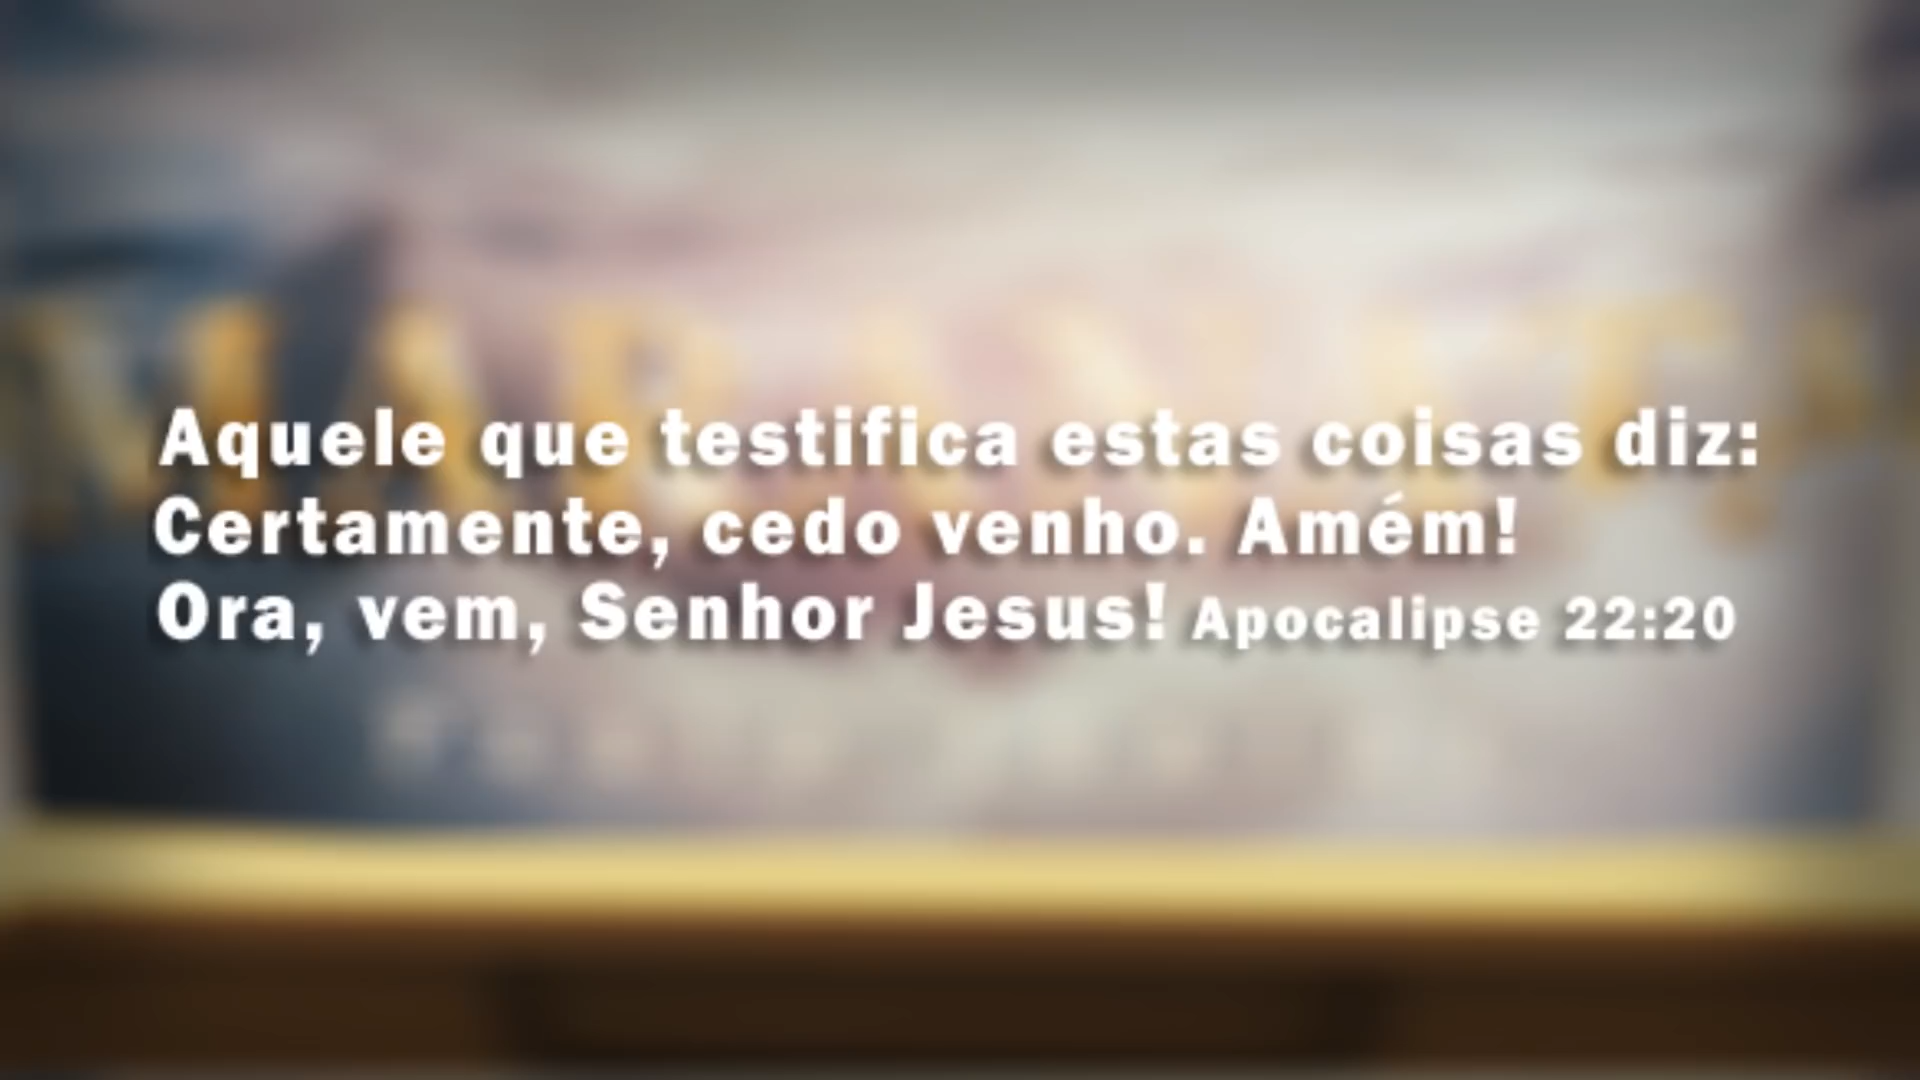 Aquele que testifica estas coisas diz:
Certamente, cedo venho. Amém!
Ora, vem, Senhor Jesus! Apocalipse 22:20